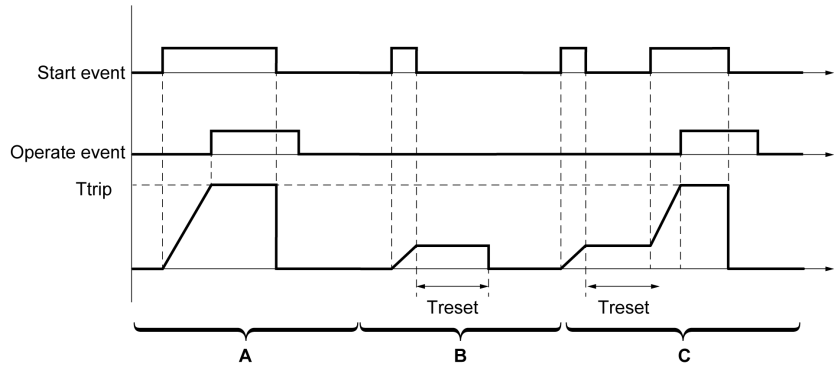 Start event
Operate event
Ttrip
Treset
Treset
A
B
C